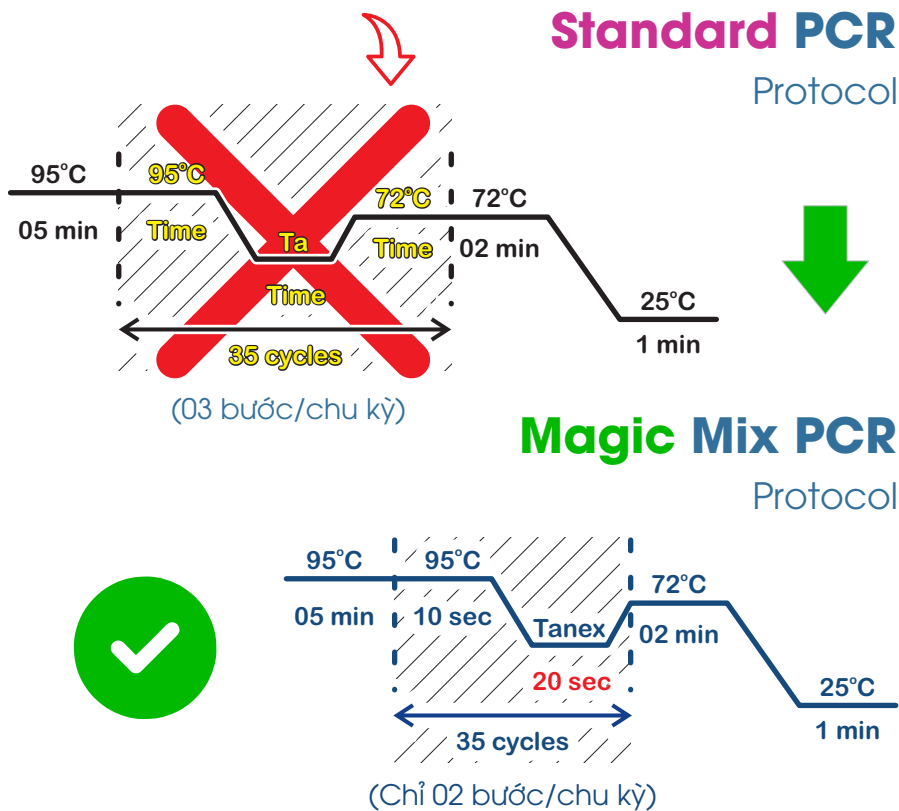 Standard PCR
Protocol
95°C
95°C
72°C
72°C
05 min
Time
Ta
Time
02 min
Time
25°C
1 min
35 cycles
(03 bước/chu kỳ)
Magic Mix PCR
Protocol
95°C
95°C
72°C
05 min
10 sec
Tanex
02 min
20 sec
25°C
1 min
35 cycles
(Chỉ 02 bước/chu kỳ)